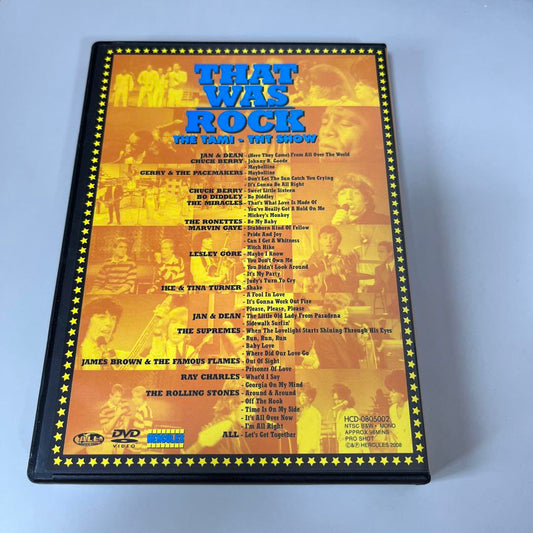 THAT
WAS
ROCK
THE TAMI - TNT SHOW
JAN & DEAN - (Here They Come) From All Over The World
CHUCK BERRY - Johnny B. Goode
- Maybelline
GERRY & THE PACEMAKERS - Maybelline
- Don't Let The Sun Catch You Crying
- It's Gonna Be All Right
CHUCK BERRY - Sweet Little Sixteen
BO DIDDLEY - Bo Diddley
THE MIRACLES - That's What Love Is Made Of
- You've Really Got A Hold On Me
- Mickey's Monkey
THE RONETTES - Be My Baby
MARVIN GAYE - Stubborn Kind Of Fellow
- Pride And Joy
- Can I Get A Whitness
- Hitch Hike
LESLEY GORE - Maybe I Know
- You Don't Own Me
- You Didn't Look Around
- It's My Party
- Judy's Turn To Cry
IKE & TINA TURNER - Shake
- A Fool In Love
- It's Gonna Work Out Fine
- Please, Please, Please
JAN & DEAN - The Little Old Lady From Pasadena
- Sidewalk Surfin'
THE SUPREMES - When The Lovelight Starts Shining Through His Eyes
- Run, Run, Run
- Baby Love
- Where Did Our Love Go
JAMES BROWN & THE FAMOUS FLAMES - Out Of Sight
- Prisoner Of Love
RAY CHARLES - What'd I Say
- Georgia On My Mind
THE ROLLING STONES - Around & Around
- Off The Hook
- Time Is On My Side
- It's All Over Now
- I'm All Right
ALL - Let's Get Together
HCD-0805002
NTSC B&W · MONO
APPROX 96MINS
PRO SHOT
©&℗ HERCULES 2008
DVD
VIDEO
HERCULES